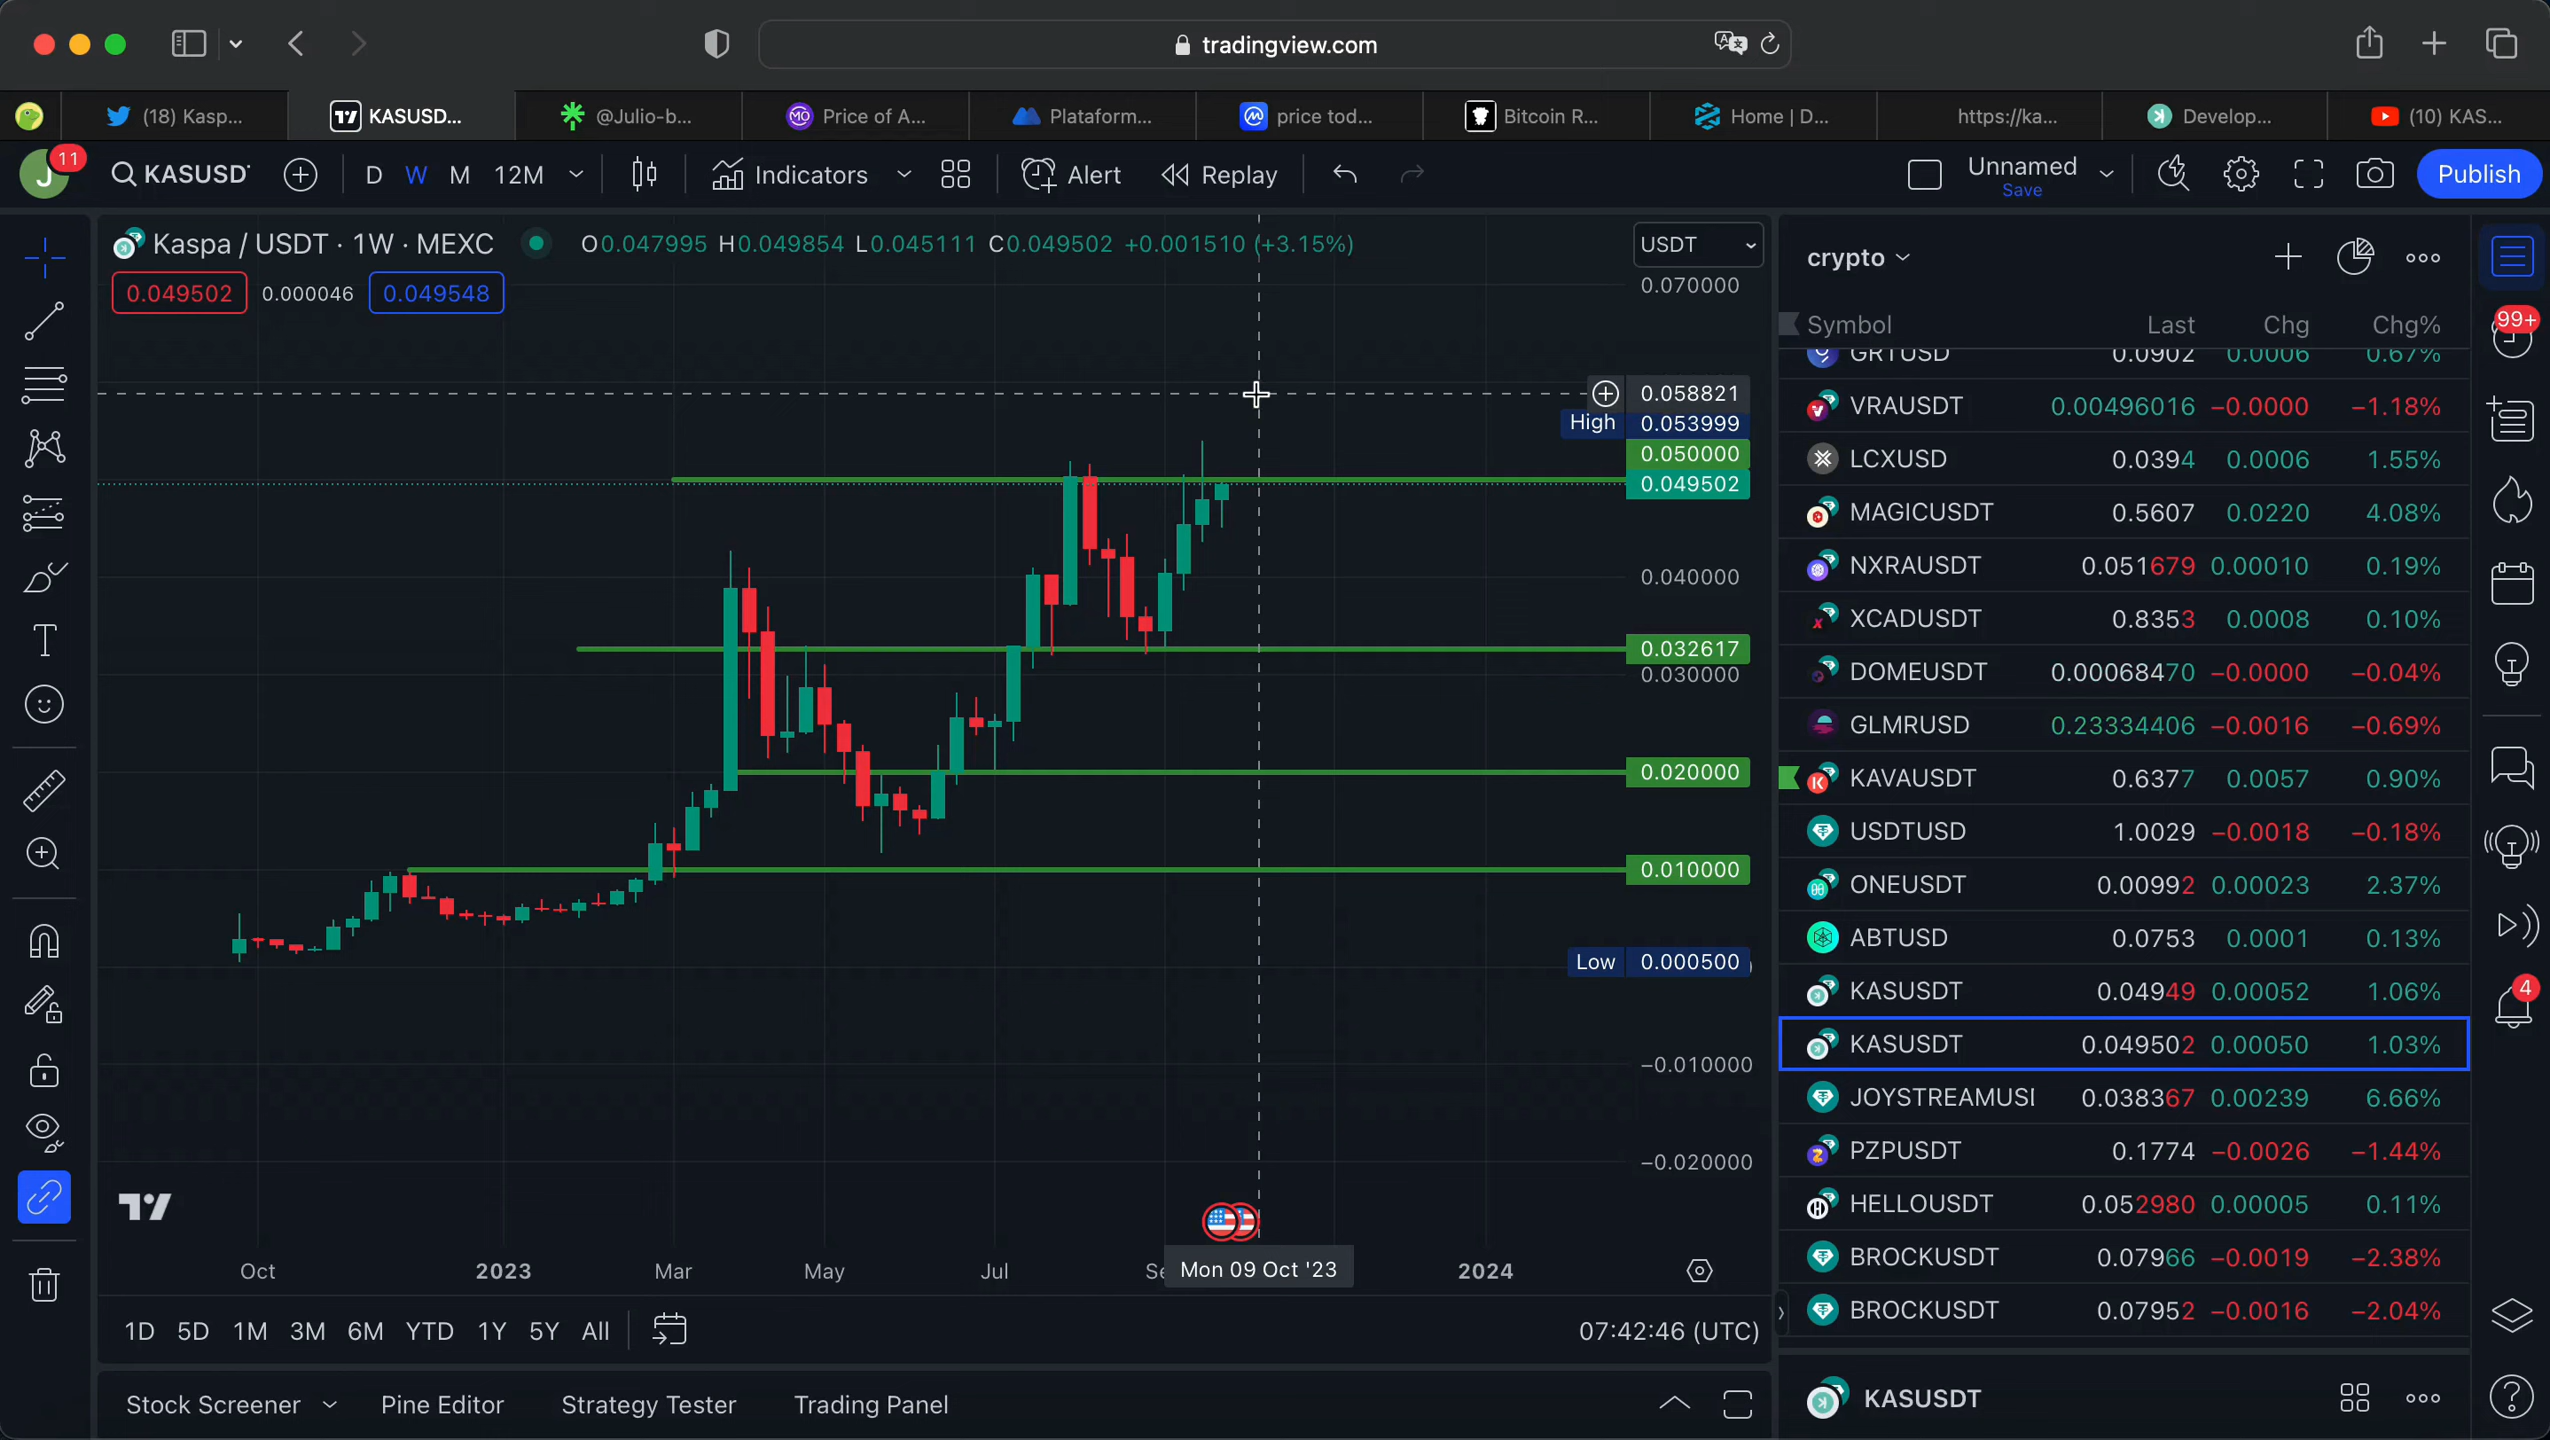 tradingview.com
(18) Kasp...
KASUSD...
@Julio-b...
Price of A...
Plataform...
price tod...
Bitcoin R...
Home | D...
https://ka...
Develop...
(10) KAS...
J
11
KASUSD
D
W
M
12M
Indicators
Alert
Replay
Unnamed
Save
Publish
Kaspa / USDT · 1W · MEXC
O0.047995 H0.049854 L0.045111 C0.049502 +0.001510 (+3.15%)
0.049502
0.000046
0.049548
USDT
0.070000
0.058821
High 0.053999
0.050000
0.049502
0.040000
0.032617
0.030000
0.020000
0.010000
Low 0.000500
−0.010000
−0.020000
Oct
2023
Mar
May
Jul
Mon 09 Oct '23
2024
1D
5D
1M
3M
6M
YTD
1Y
5Y
All
07:42:46 (UTC)
Stock Screener
Pine Editor
Strategy Tester
Trading Panel
crypto
Symbol Last Chg Chg%
GRTUSD 0.0902 0.0006 0.67%
VRAUSDT 0.00496016 −0.0000 −1.18%
LCXUSD 0.0394 0.0006 1.55%
MAGICUSDT 0.5607 0.0220 4.08%
NXRAUSDT 0.051679 0.00010 0.19%
XCADUSDT 0.8353 0.0008 0.10%
DOMEUSDT 0.00068470 −0.0000 −0.04%
GLMRUSD 0.23334406 −0.0016 −0.69%
KAVAUSDT 0.6377 0.0057 0.90%
USDTUSD 1.0029 −0.0018 −0.18%
ONEUSDT 0.00992 0.00023 2.37%
ABTUSD 0.0753 0.0001 0.13%
KASUSDT 0.04949 0.00052 1.06%
KASUSDT 0.049502 0.00050 1.03%
JOYSTREAMUSI 0.038367 0.00239 6.66%
PZPUSDT 0.1774 −0.0026 −1.44%
HELLOUSDT 0.052980 0.00005 0.11%
BROCKUSDT 0.07966 −0.0019 −2.38%
BROCKUSDT 0.07952 −0.0016 −2.04%
KASUSDT
99+
4